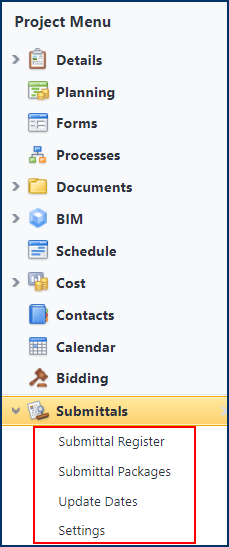 Project Menu
Details
Planning
Forms
Processes
Documents
BIM
Schedule
Cost
Contacts
Calendar
Bidding
Submittals
Submittal Register
Submittal Packages
Update Dates
Settings